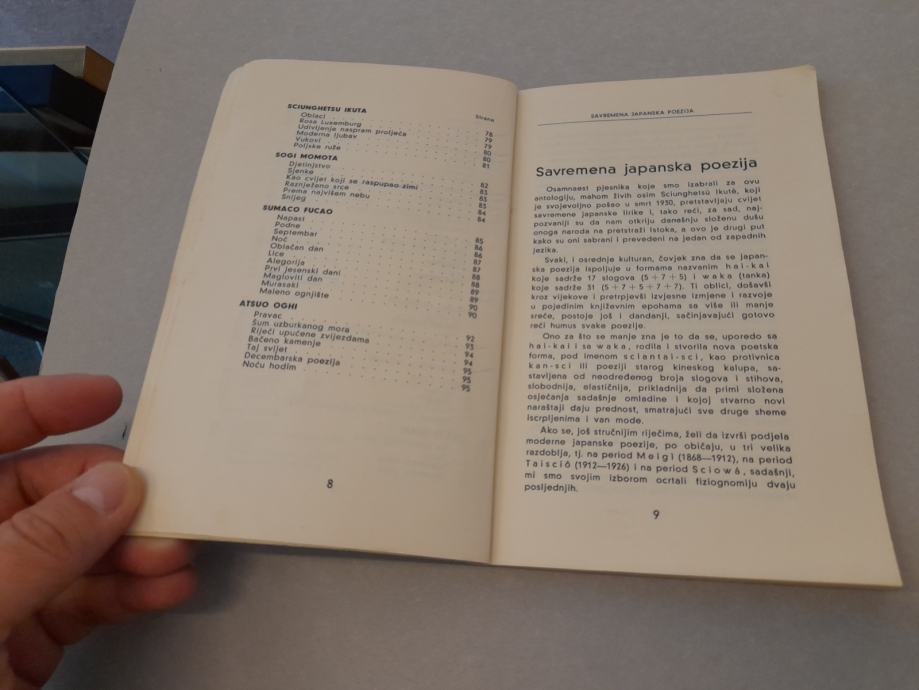 SCIUNGHETSU IKUTA
Strana
Oblaci 78
Rosa Luxemburg 79
Udivljenje naspram proljeća 79
Moderna ljubav 80
Vukovi 80
Poljske ruže 81
SOGI MOMOTA
Djetinjstvo 82
Sjenke 83
Kao cvijet koji se raspupao zimi 83
Raznježeno srce 83
Prema najvišem nebu 84
Snijeg 84
SUMACO FUCAO
Napasi 85
Podne 86
Septembar 86
Noć 87
Oblačan dan 87
Lice 88
Alegorija 88
Prvi jesenski dani 89
Magloviti dan 89
Murasaki 90
Maleno ognjište 90
ATSUO OGHI
Pravac 92
Šum uzburkanog mora 93
Riječi upućene zvijezdama 94
Bačeno kamenje 94
Taj svijet 95
Decembarska poezija 95
Noću hodim 95
8
SAVREMENA JAPANSKA POEZIJA
Savremena japanska poezija
Osamnaest pjesnika koje smo izabrali za ovu
antologiju, mahom živih osim Sciunghetsu Ikutâ, koji
je svojevoljno pošao u smrt 1930, pretstavljaju cvijet
savremene japanske lirike i, tako reći, za sad, naj-
pozvaniji su da nam otkriju današnju složenu dušu
onoga naroda na pretstraži Istoka, a ovo je drugi put
kako su oni sabrani i prevedeni na jedan od zapadnih
jezika.
Svaki, i osrednje kulturan, čovjek zna da se japan-
ska poezija ispoljuje u formama nazvanim hai-kai
koje sadrže 17 slogova (5+7+5) i waka (tanka)
koje sadrže 31 (5+7+5+7+7). Ti oblici, došavši
kroz vijekove i pretrpjevši izvjesne izmjene i razvoje
u pojedinim književnim epohama sa više ili manje
sreće, postoje još i dandanji, sačinjavajući gotovo
reći humus svake poezije.
Ono za što se manje zna je to da se, uporedo sa
hai-kai i sa waka, rodila i stvorila nova poetska
forma, pod imenom sciantai-sci, kao protivnica
kan-sci ili poeziji starog kineskog kalupa, sa-
stavljena od neodređenog broja slogova i stihova,
slobodnija, elastičnija, prikladnija da primi složena
osjećanja sadašnje omladine i kojoj stvarno novi
naraštaji daju prednost, smatrajući sve druge sheme
iscrpljenima i van mode.
Ako se, još stručnijim riječima, želi da izvrši podjela
moderne japanske poezije, po običaju, u tri velika
razdoblja, tj. na period Meigi (1868—1912), na period
Taisció (1912—1926) i na period Sciowá, sadašnji,
mi smo svojim izborom ocrtali fiziognomiju dvaju
posljednjih.
9